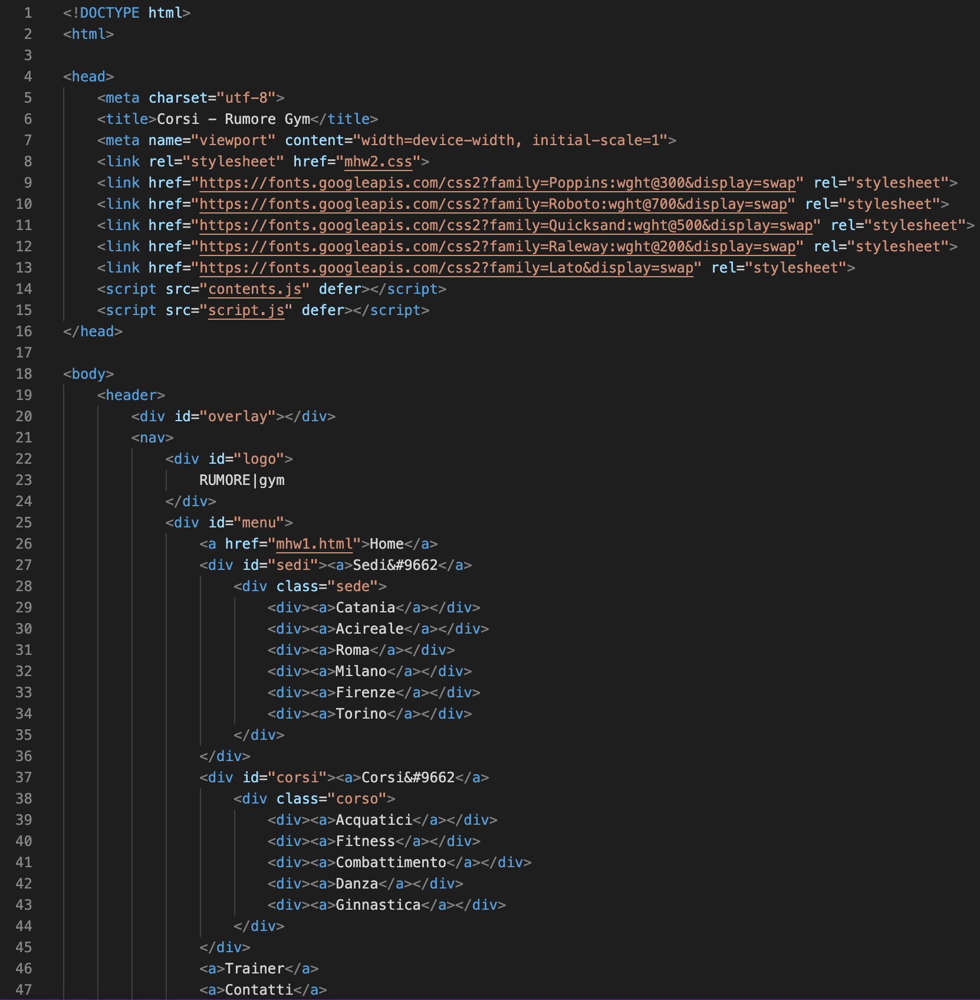 1 <!DOCTYPE html>
2 <html>
3
4 <head>
5     <meta charset="utf-8">
6     <title>Corsi - Rumore Gym</title>
7     <meta name="viewport" content="width=device-width, initial-scale=1">
8     <link rel="stylesheet" href="mhw2.css">
9     <link href="https://fonts.googleapis.com/css2?family=Poppins:wght@300&display=swap" rel="stylesheet">
10     <link href="https://fonts.googleapis.com/css2?family=Roboto:wght@700&display=swap" rel="stylesheet">
11     <link href="https://fonts.googleapis.com/css2?family=Quicksand:wght@500&display=swap" rel="stylesheet">
12     <link href="https://fonts.googleapis.com/css2?family=Raleway:wght@200&display=swap" rel="stylesheet">
13     <link href="https://fonts.googleapis.com/css2?family=Lato&display=swap" rel="stylesheet">
14     <script src="contents.js" defer></script>
15     <script src="script.js" defer></script>
16 </head>
17
18 <body>
19     <header>
20         <div id="overlay"></div>
21         <nav>
22             <div id="logo">
23                 RUMORE|gym
24             </div>
25             <div id="menu">
26                 <a href="mhw1.html">Home</a>
27                 <div id="sedi"><a>Sedi&#9662</a>
28                     <div class="sede">
29                         <div><a>Catania</a></div>
30                         <div><a>Acireale</a></div>
31                         <div><a>Roma</a></div>
32                         <div><a>Milano</a></div>
33                         <div><a>Firenze</a></div>
34                         <div><a>Torino</a></div>
35                     </div>
36                 </div>
37                 <div id="corsi"><a>Corsi&#9662</a>
38                     <div class="corso">
39                         <div><a>Acquatici</a></div>
40                         <div><a>Fitness</a></div>
41                         <div><a>Combattimento</a></div>
42                         <div><a>Danza</a></div>
43                         <div><a>Ginnastica</a></div>
44                     </div>
45                 </div>
46                 <a>Trainer</a>
47                 <a>Contatti</a>